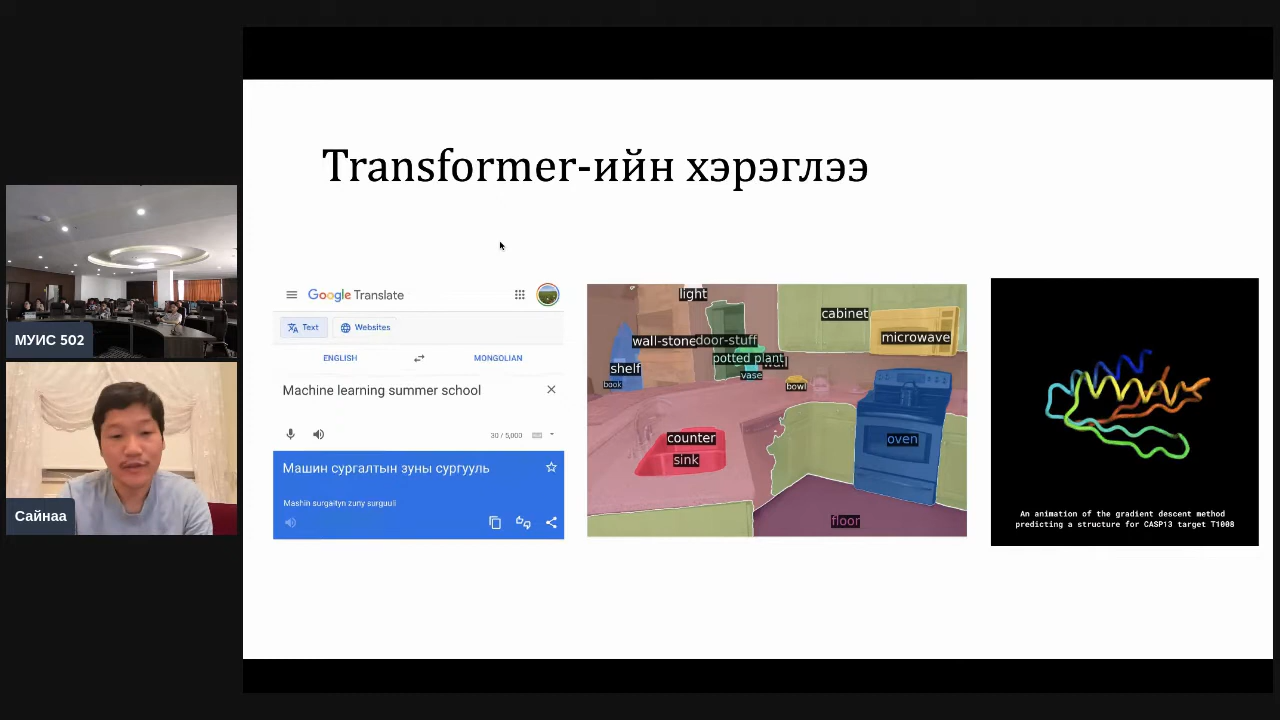 Transformer-ийн хэрэглээ
МУИС 502
Сайнаа
Google Translate
Text
Websites
ENGLISH
MONGOLIAN
Machine learning summer school
30 / 5,000
Машин сургалтын зуны сургууль
Mashin surgaltyn zuny surguuli
light
cabinet
wall-stone
door-stuff
microwave
potted plant
wall
shelf
vase
book
bowl
counter
oven
sink
floor
An animation of the gradient descent method
predicting a structure for CASP13 target T1008